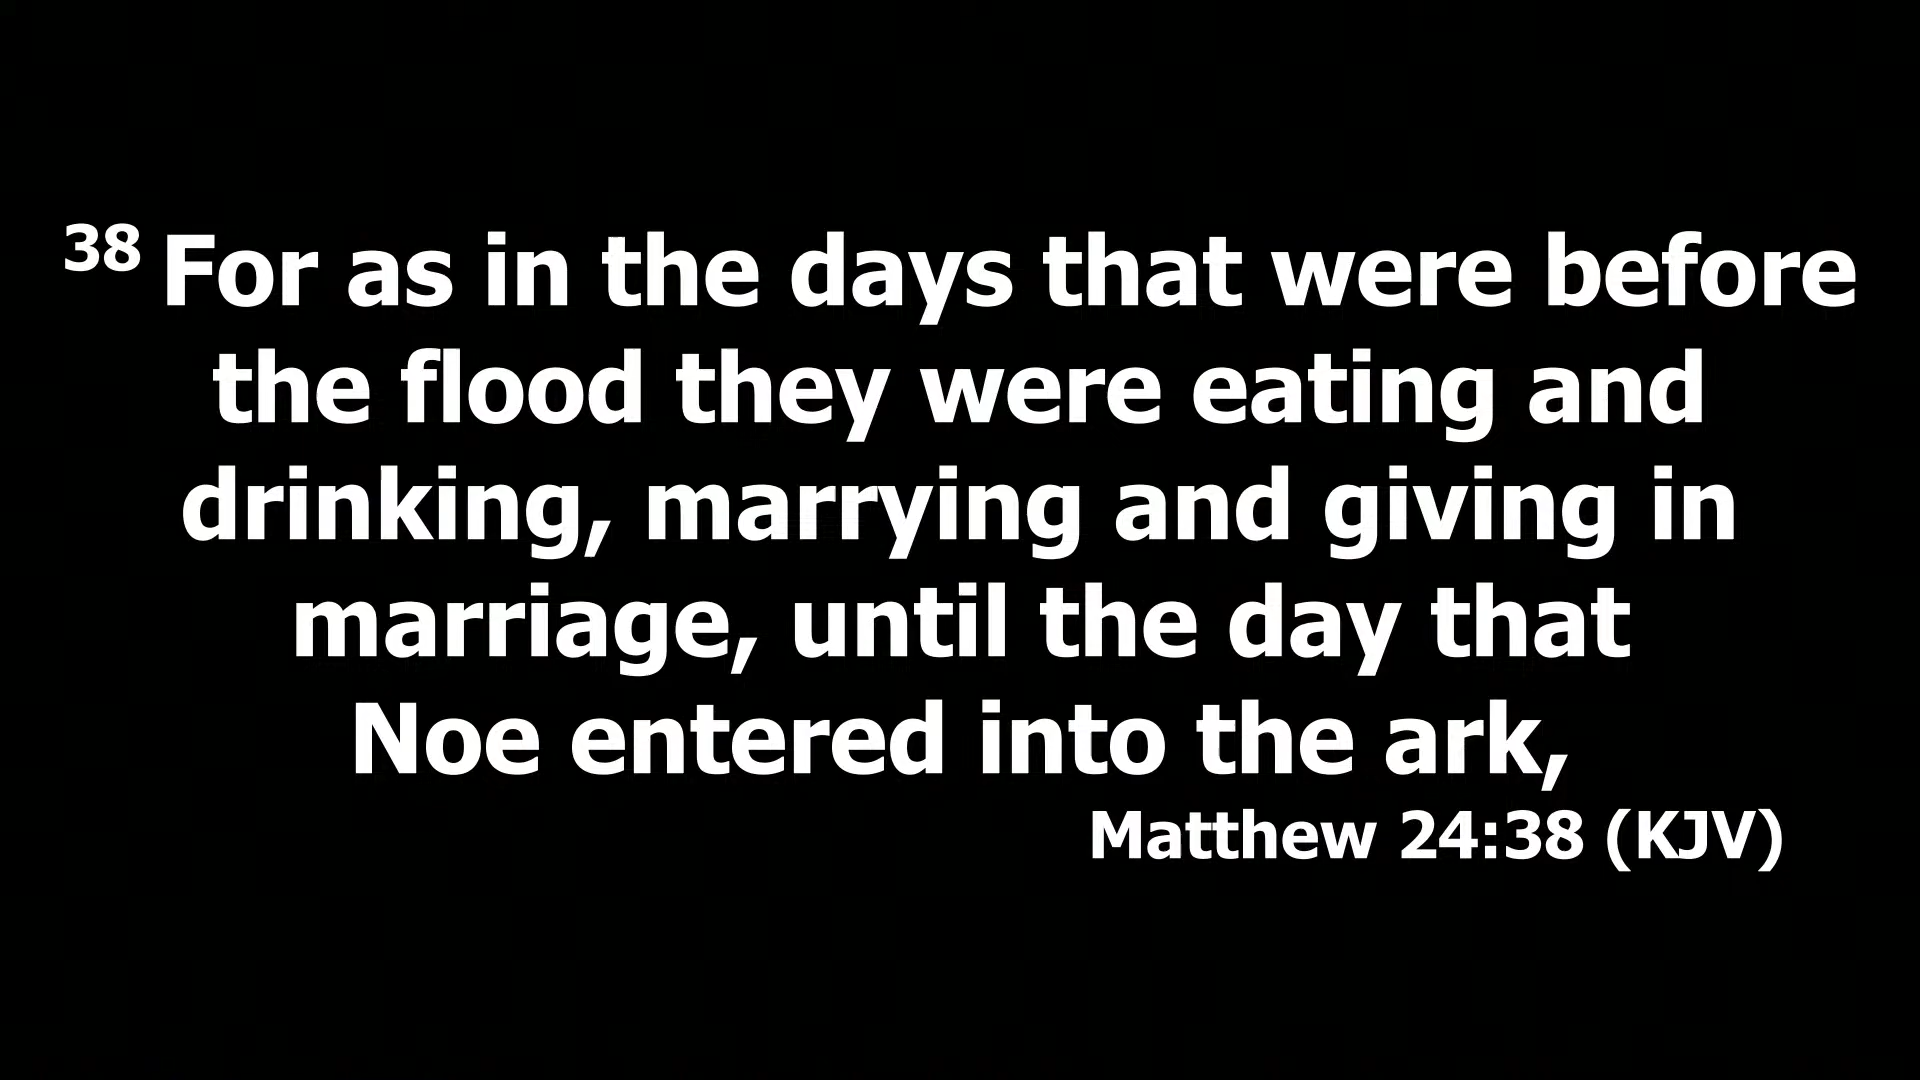 38 For as in the days that were before
the flood they were eating and
drinking, marrying and giving in
marriage, until the day that
Noe entered into the ark,
Matthew 24:38 (KJV)